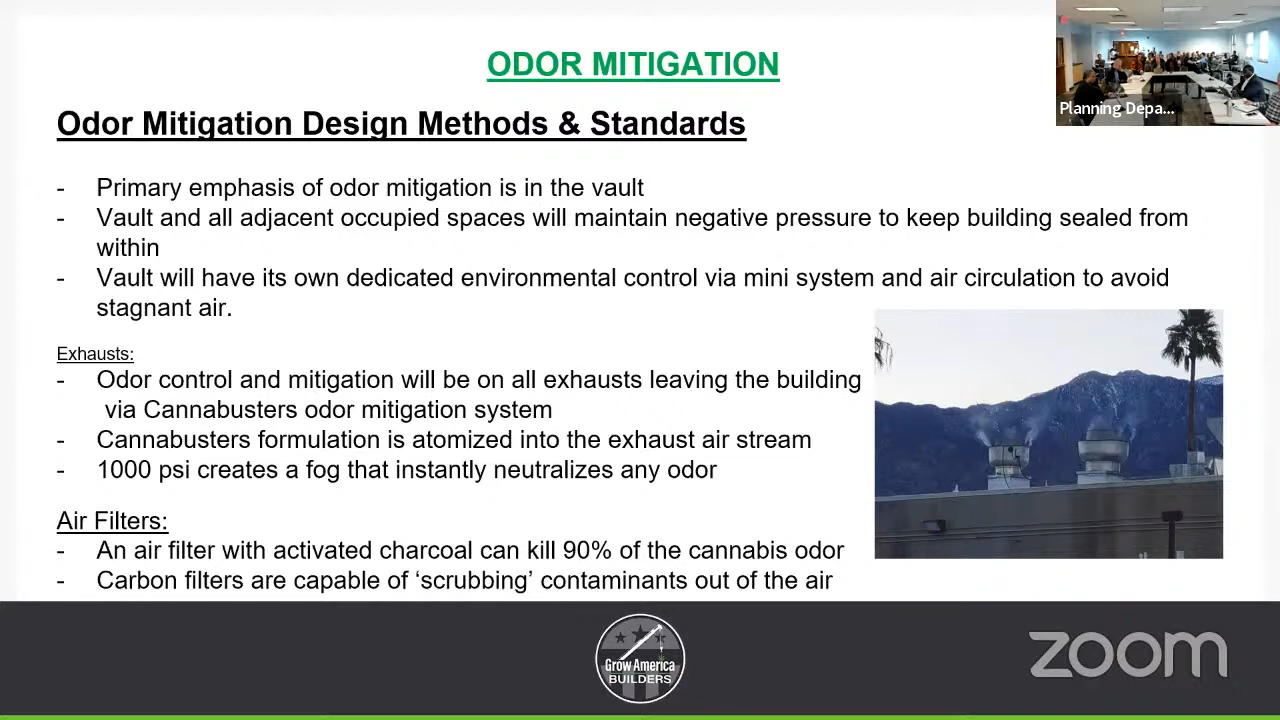 ODOR MITIGATION
Planning Depa...
Odor Mitigation Design Methods & Standards
- Primary emphasis of odor mitigation is in the vault
- Vault and all adjacent occupied spaces will maintain negative pressure to keep building sealed from
within
- Vault will have its own dedicated environmental control via mini system and air circulation to avoid
stagnant air.
Exhausts:
- Odor control and mitigation will be on all exhausts leaving the building
via Cannabusters odor mitigation system
- Cannabusters formulation is atomized into the exhaust air stream
- 1000 psi creates a fog that instantly neutralizes any odor
Air Filters:
- An air filter with activated charcoal can kill 90% of the cannabis odor
- Carbon filters are capable of ‘scrubbing’ contaminants out of the air
Grow America
BUILDERS
zoom